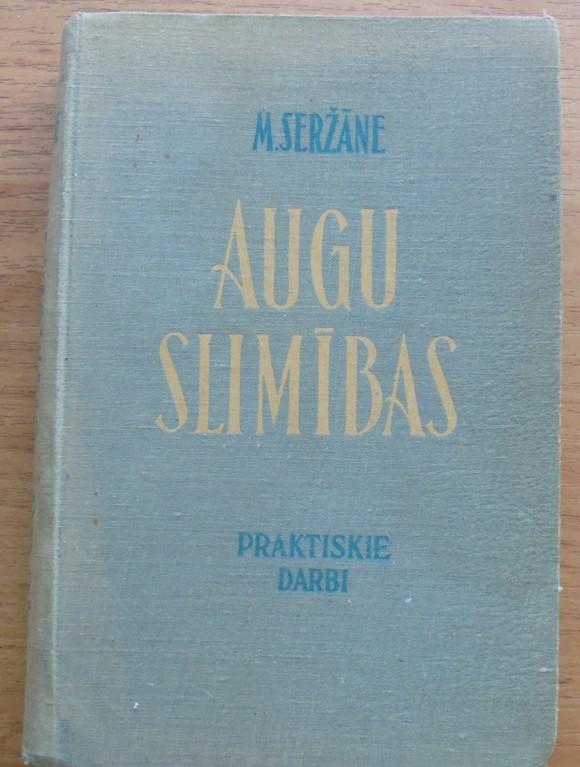 M.SERŽĀNE
AUGU
SLIMĪBAS
PRAKTISKIE
DARBI